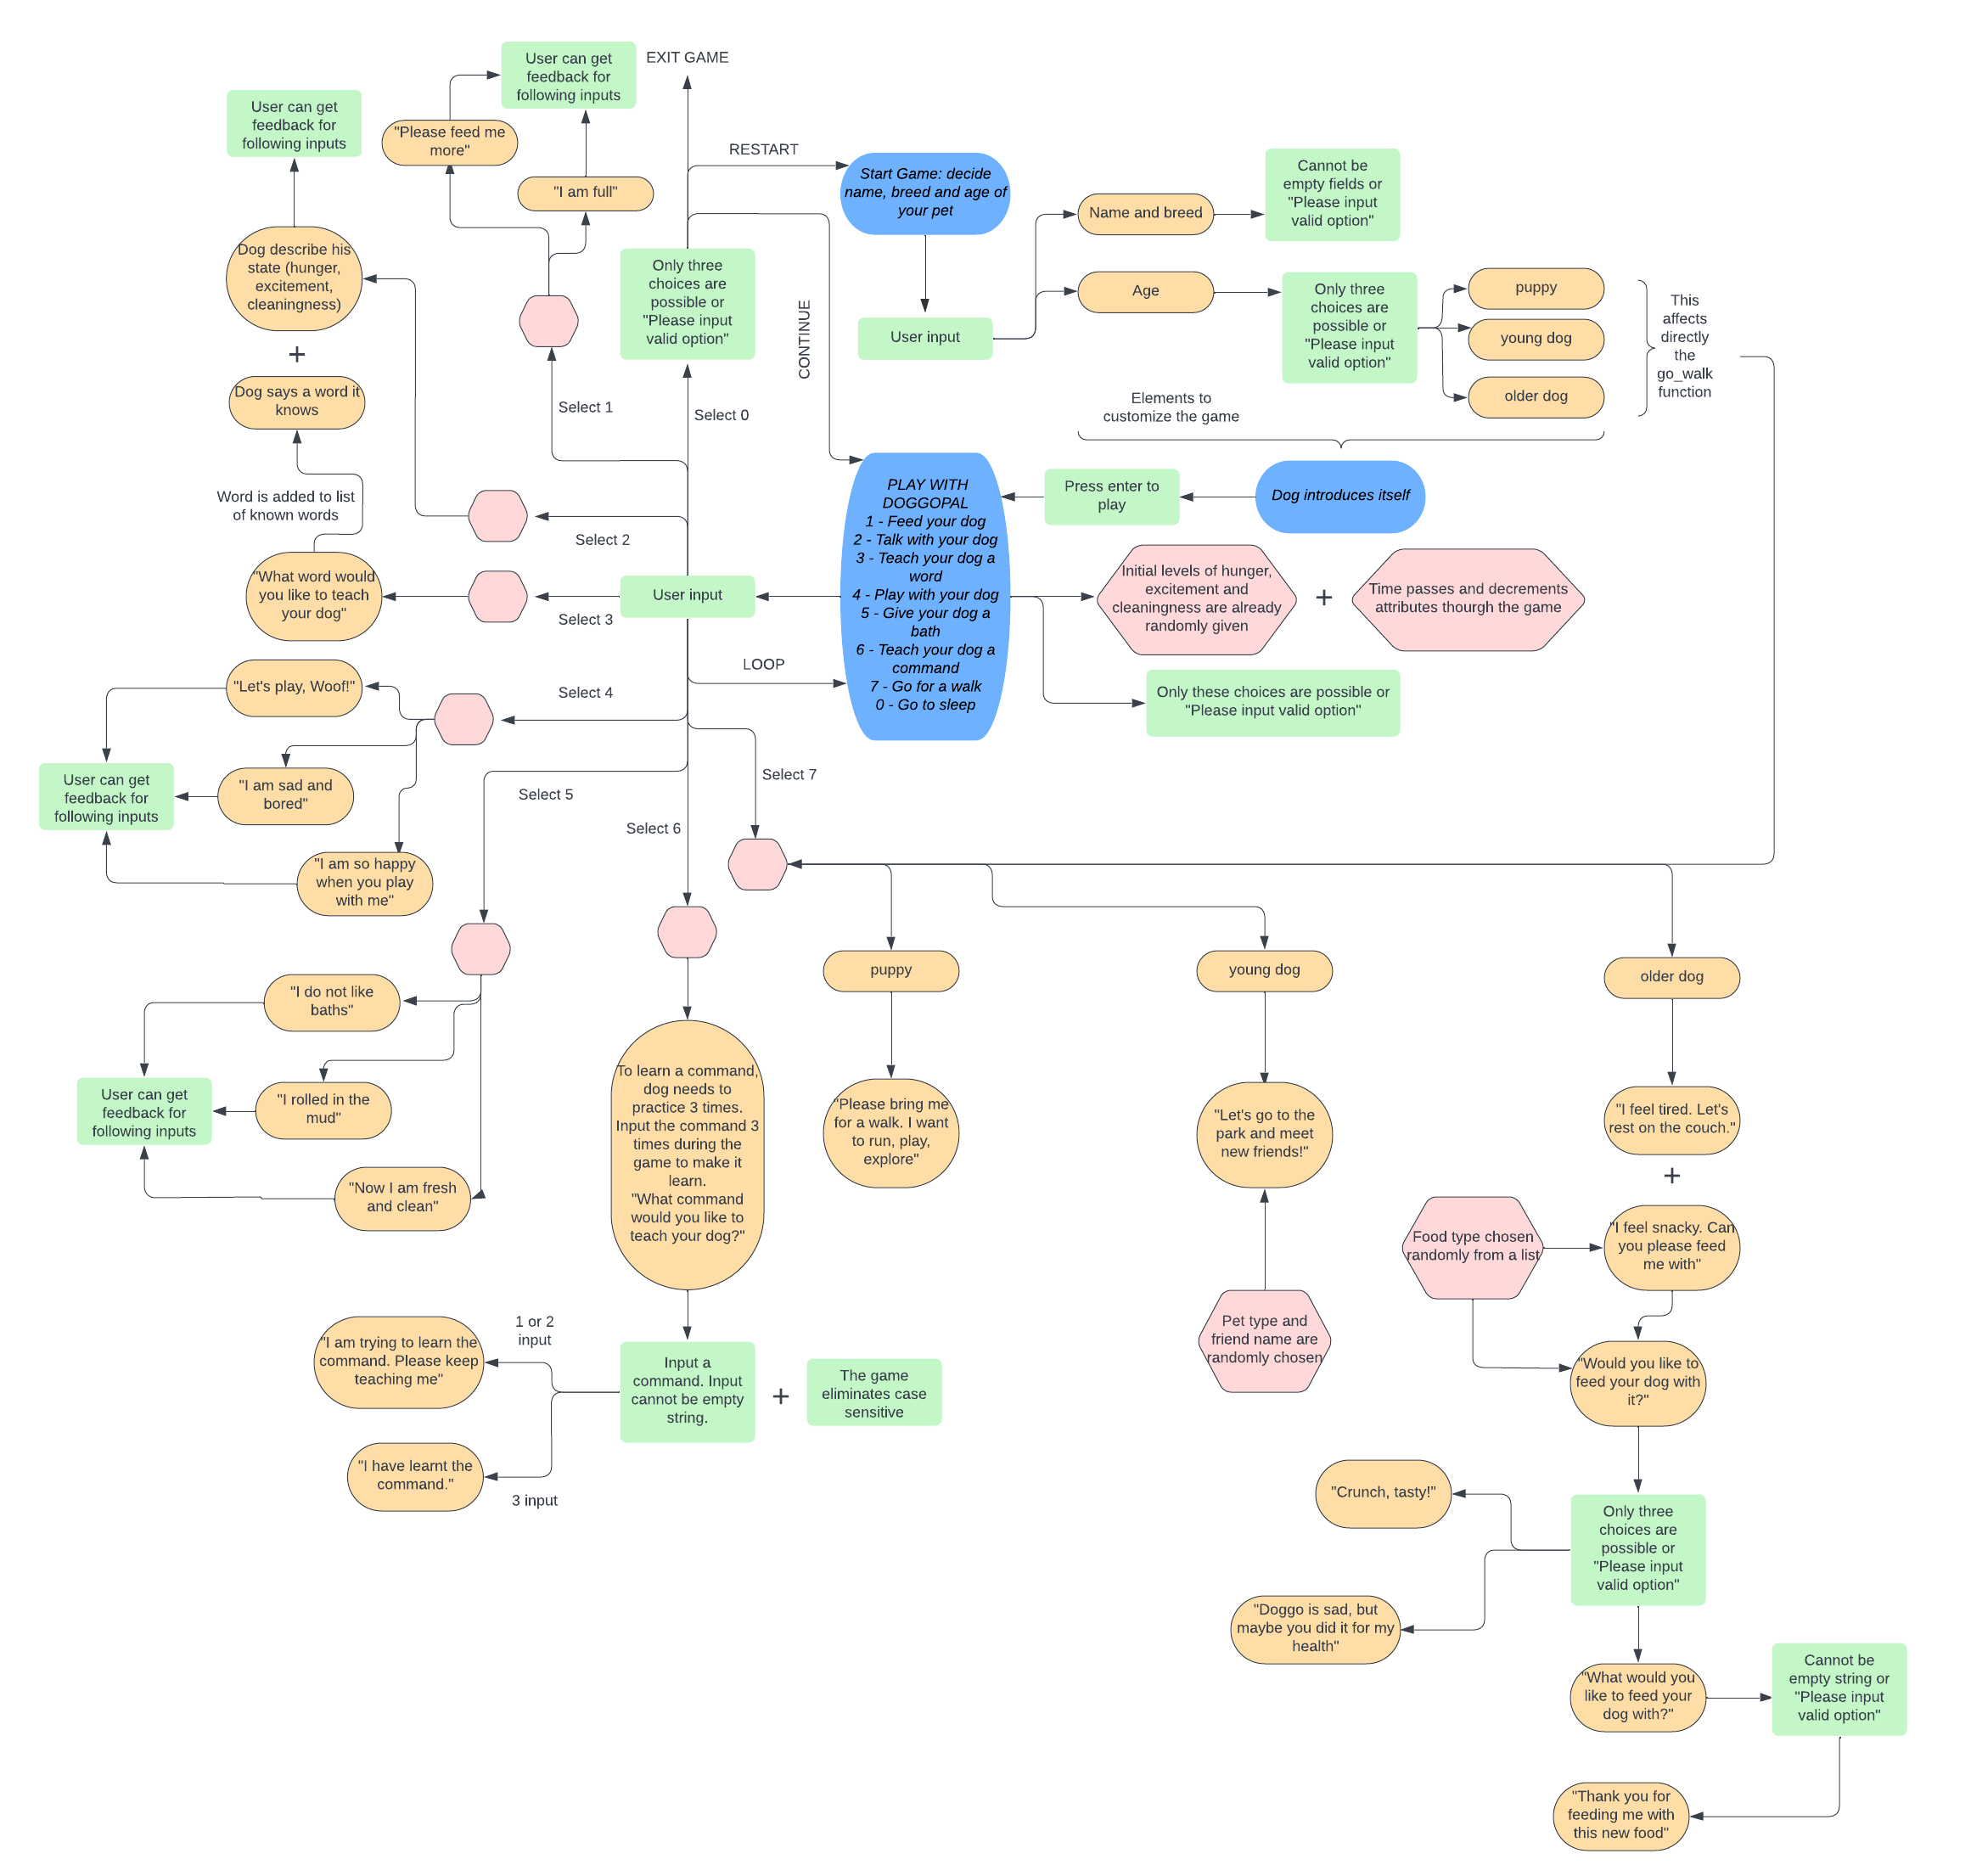 User can get
feedback for
following inputs
EXIT GAME
User can get
feedback for
following inputs
"Please feed me
more"
"I am full"
RESTART
Start Game: decide
name, breed and age of
your pet
Name and breed
Cannot be
empty fields or
"Please input
valid option"
Dog describe his
state (hunger,
excitement,
cleaningness)
+
Dog says a word it
knows
Only three
choices are
possible or
"Please input
valid option"
CONTINUE
User input
Age
Only three
choices are
possible or
"Please input
valid option"
puppy
young dog
older dog
This
affects
directly
the
go_walk
function
Select 1
Select 0
Elements to
customize the game
Word is added to list
of known words
Select 2
PLAY WITH
DOGGOPAL
1 - Feed your dog
2 - Talk with your dog
3 - Teach your dog a
word
4 - Play with your dog
5 - Give your dog a
bath
6 - Teach your dog a
command
7 - Go for a walk
0 - Go to sleep
Press enter to
play
Dog introduces itself
"What word would
you like to teach
your dog"
Select 3
User input
Initial levels of hunger,
excitement and
cleaningness are already
randomly given
+
Time passes and decrements
attributes thourgh the game
LOOP
Only these choices are possible or
"Please input valid option"
"Let's play, Woof!"
Select 4
User can get
feedback for
following inputs
"I am sad and
bored"
"I am so happy
when you play
with me"
Select 5
Select 6
Select 7
"I do not like
baths"
User can get
feedback for
following inputs
"I rolled in the
mud"
"Now I am fresh
and clean"
To learn a command,
dog needs to
practice 3 times.
Input the command 3
times during the
game to make it
learn.
"What command
would you like to
teach your dog?"
puppy
"Please bring me
for a walk. I want
to run, play,
explore"
young dog
"Let's go to the
park and meet
new friends!"
older dog
"I feel tired. Let's
rest on the couch."
+
Food type chosen
randomly from a list
"I feel snacky. Can
you please feed
me with"
Pet type and
friend name are
randomly chosen
"Would you like to
feed your dog with
it?"
"I am trying to learn the
command. Please keep
teaching me"
1 or 2
input
Input a
command. Input
cannot be empty
string.
+
The game
eliminates case
sensitive
"I have learnt the
command."
3 input
"Crunch, tasty!"
Only three
choices are
possible or
"Please input
valid option"
"Doggo is sad, but
maybe you did it for my
health"
"What would you
like to feed your
dog with?"
Cannot be
empty string or
"Please input
valid option"
"Thank you for
feeding me with
this new food"